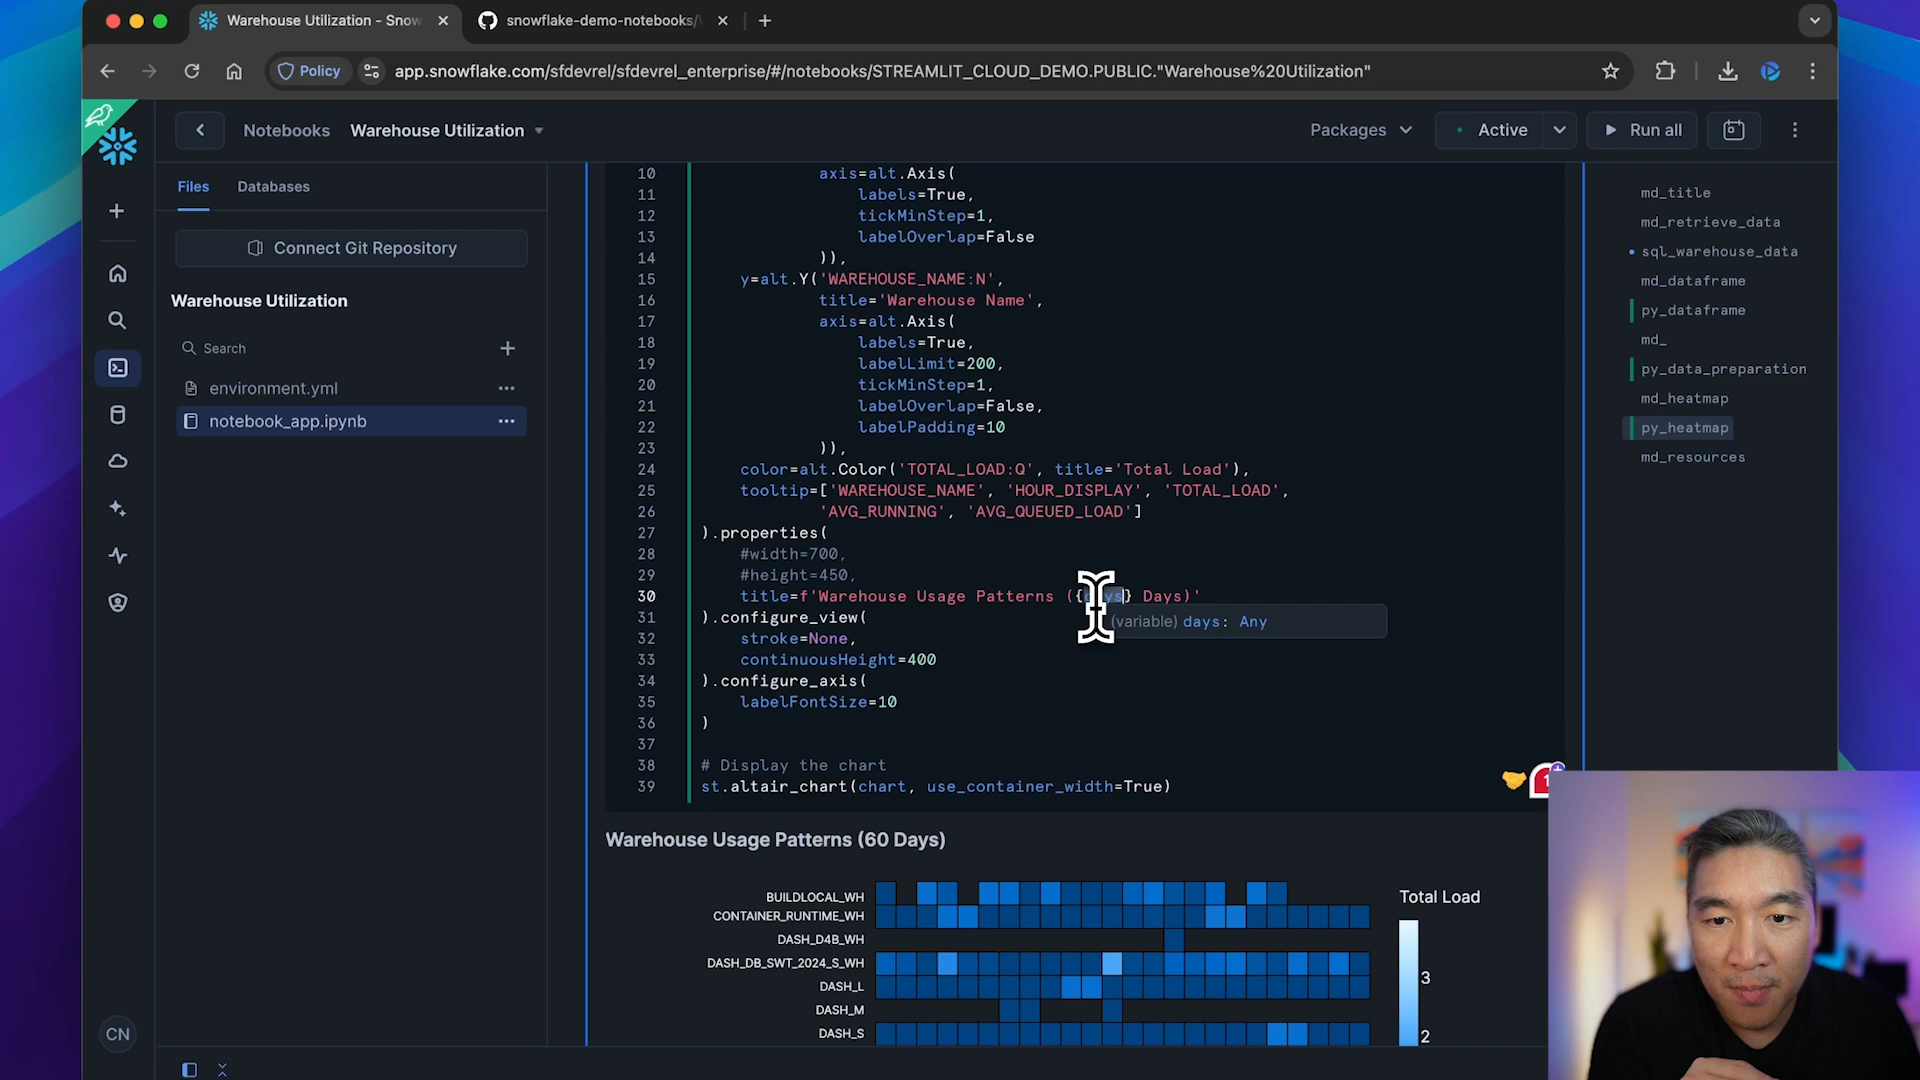 Warehouse Utilization - Snow
snowflake-demo-notebooks/
Policy
app.snowflake.com/sfdevrel/sfdevrel_enterprise/#/notebooks/STREAMLIT_CLOUD_DEMO.PUBLIC."Warehouse%20Utilization"
Notebooks
Warehouse Utilization
Packages
Active
Run all
Files
Databases
Connect Git Repository
Warehouse Utilization
Search
environment.yml
notebook_app.ipynb
CN
10 axis=alt.Axis(
11 labels=True,
12 tickMinStep=1,
13 labelOverlap=False
14 )),
15 y=alt.Y('WAREHOUSE_NAME:N',
16 title='Warehouse Name',
17 axis=alt.Axis(
18 labels=True,
19 labelLimit=200,
20 tickMinStep=1,
21 labelOverlap=False,
22 labelPadding=10
23 )),
24 color=alt.Color('TOTAL_LOAD:Q', title='Total Load'),
25 tooltip=['WAREHOUSE_NAME', 'HOUR_DISPLAY', 'TOTAL_LOAD',
26 'AVG_RUNNING', 'AVG_QUEUED_LOAD']
27 ).properties(
28 #width=700,
29 #height=450,
30 title=f'Warehouse Usage Patterns ({days} Days)'
(variable) days: Any
31 ).configure_view(
32 stroke=None,
33 continuousHeight=400
34 ).configure_axis(
35 labelFontSize=10
36 )
37
38 # Display the chart
39 st.altair_chart(chart, use_container_width=True)
1
Warehouse Usage Patterns (60 Days)
BUILDLOCAL_WH
CONTAINER_RUNTIME_WH
DASH_D4B_WH
DASH_DB_SWT_2024_S_WH
DASH_L
DASH_M
DASH_S
Total Load
3
2
md_title
md_retrieve_data
sql_warehouse_data
md_dataframe
py_dataframe
md_
py_data_preparation
md_heatmap
py_heatmap
md_resources